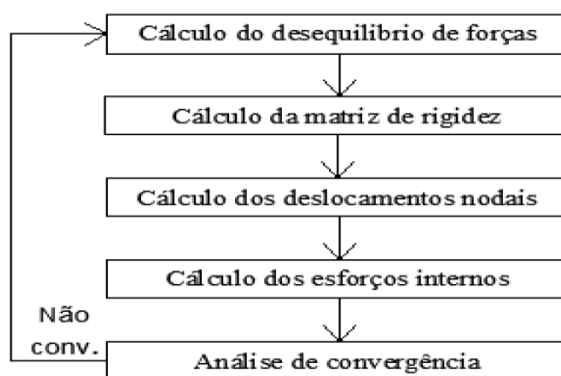 Cálculo do desequilibrio de forças
Cálculo da matriz de rigidez
Cálculo dos deslocamentos nodais
Cálculo dos esforços internos
Não
conv.
Análise de convergência